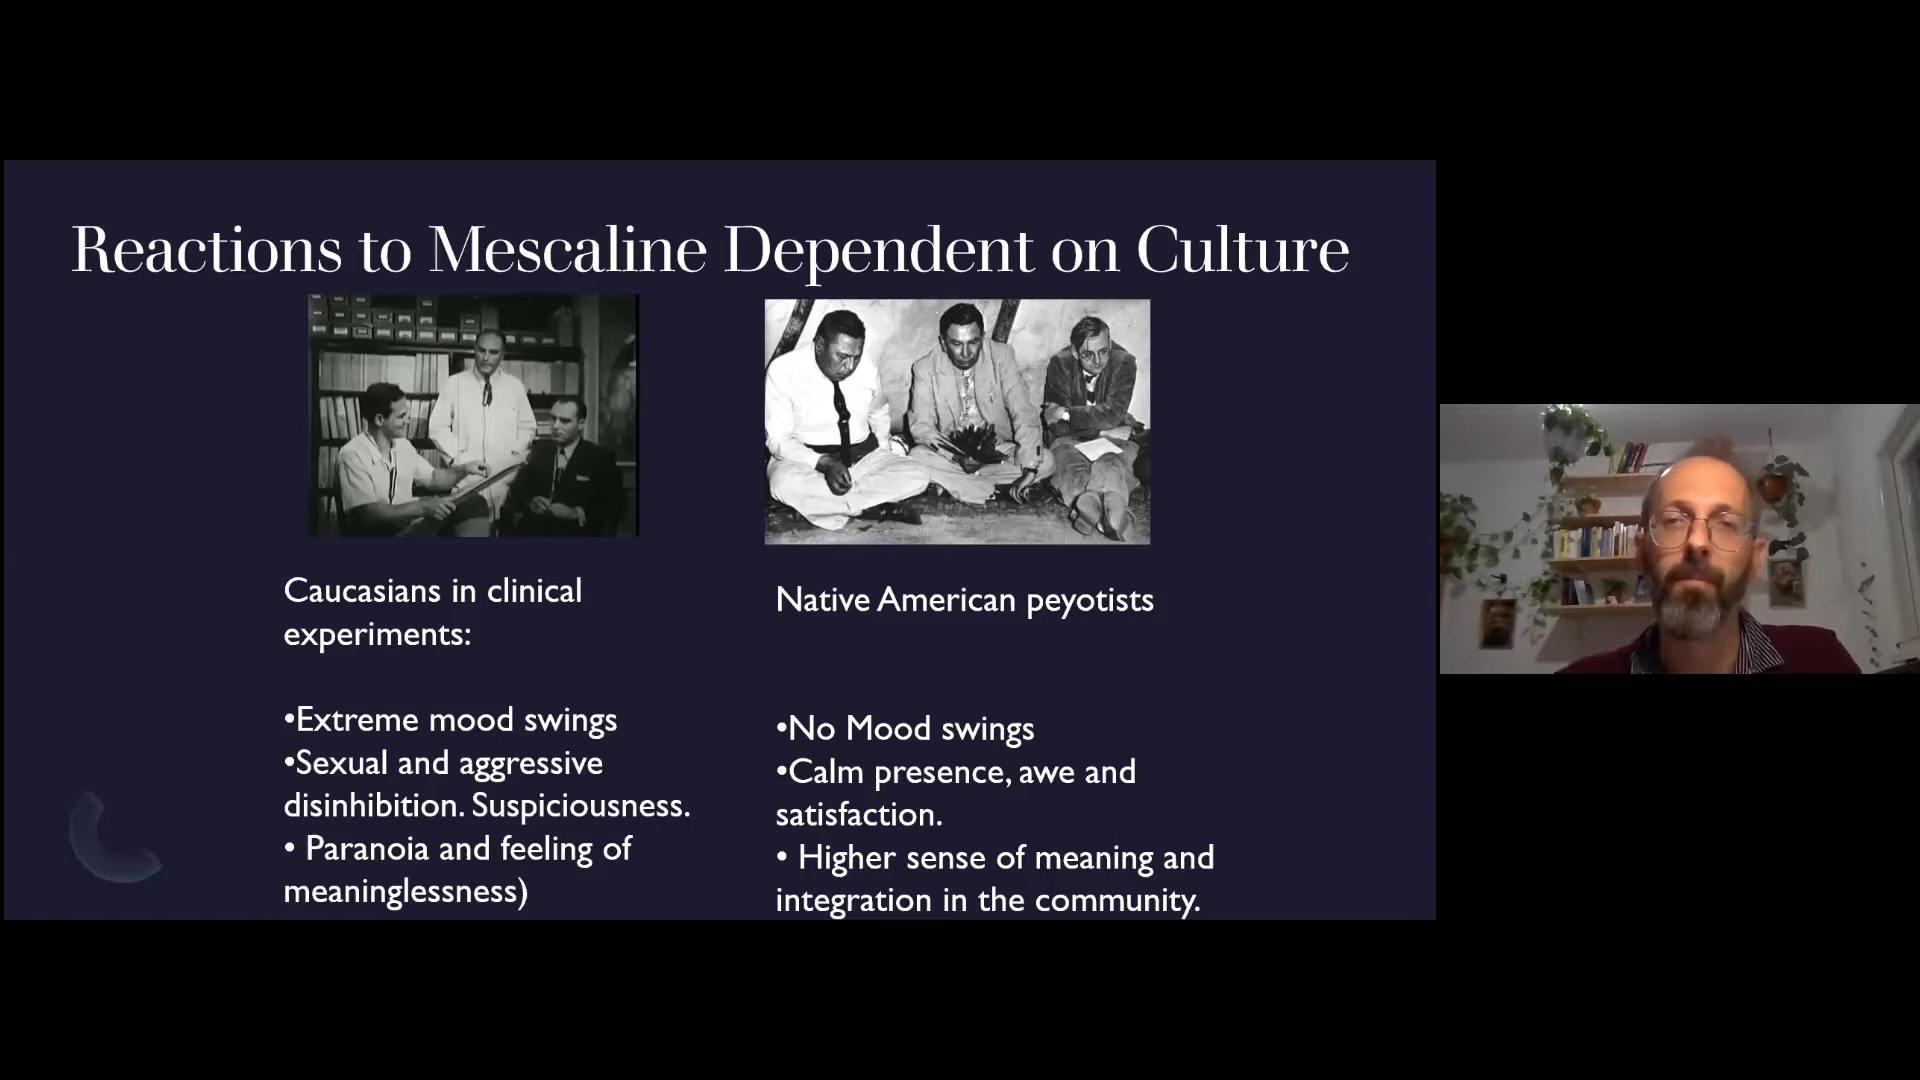 Reactions to Mescaline Dependent on Culture
Caucasians in clinical
experiments:
•Extreme mood swings
•Sexual and aggressive
disinhibition. Suspiciousness.
• Paranoia and feeling of
meaninglessness)
Native American peyotists
•No Mood swings
•Calm presence, awe and
satisfaction.
• Higher sense of meaning and
integration in the community.